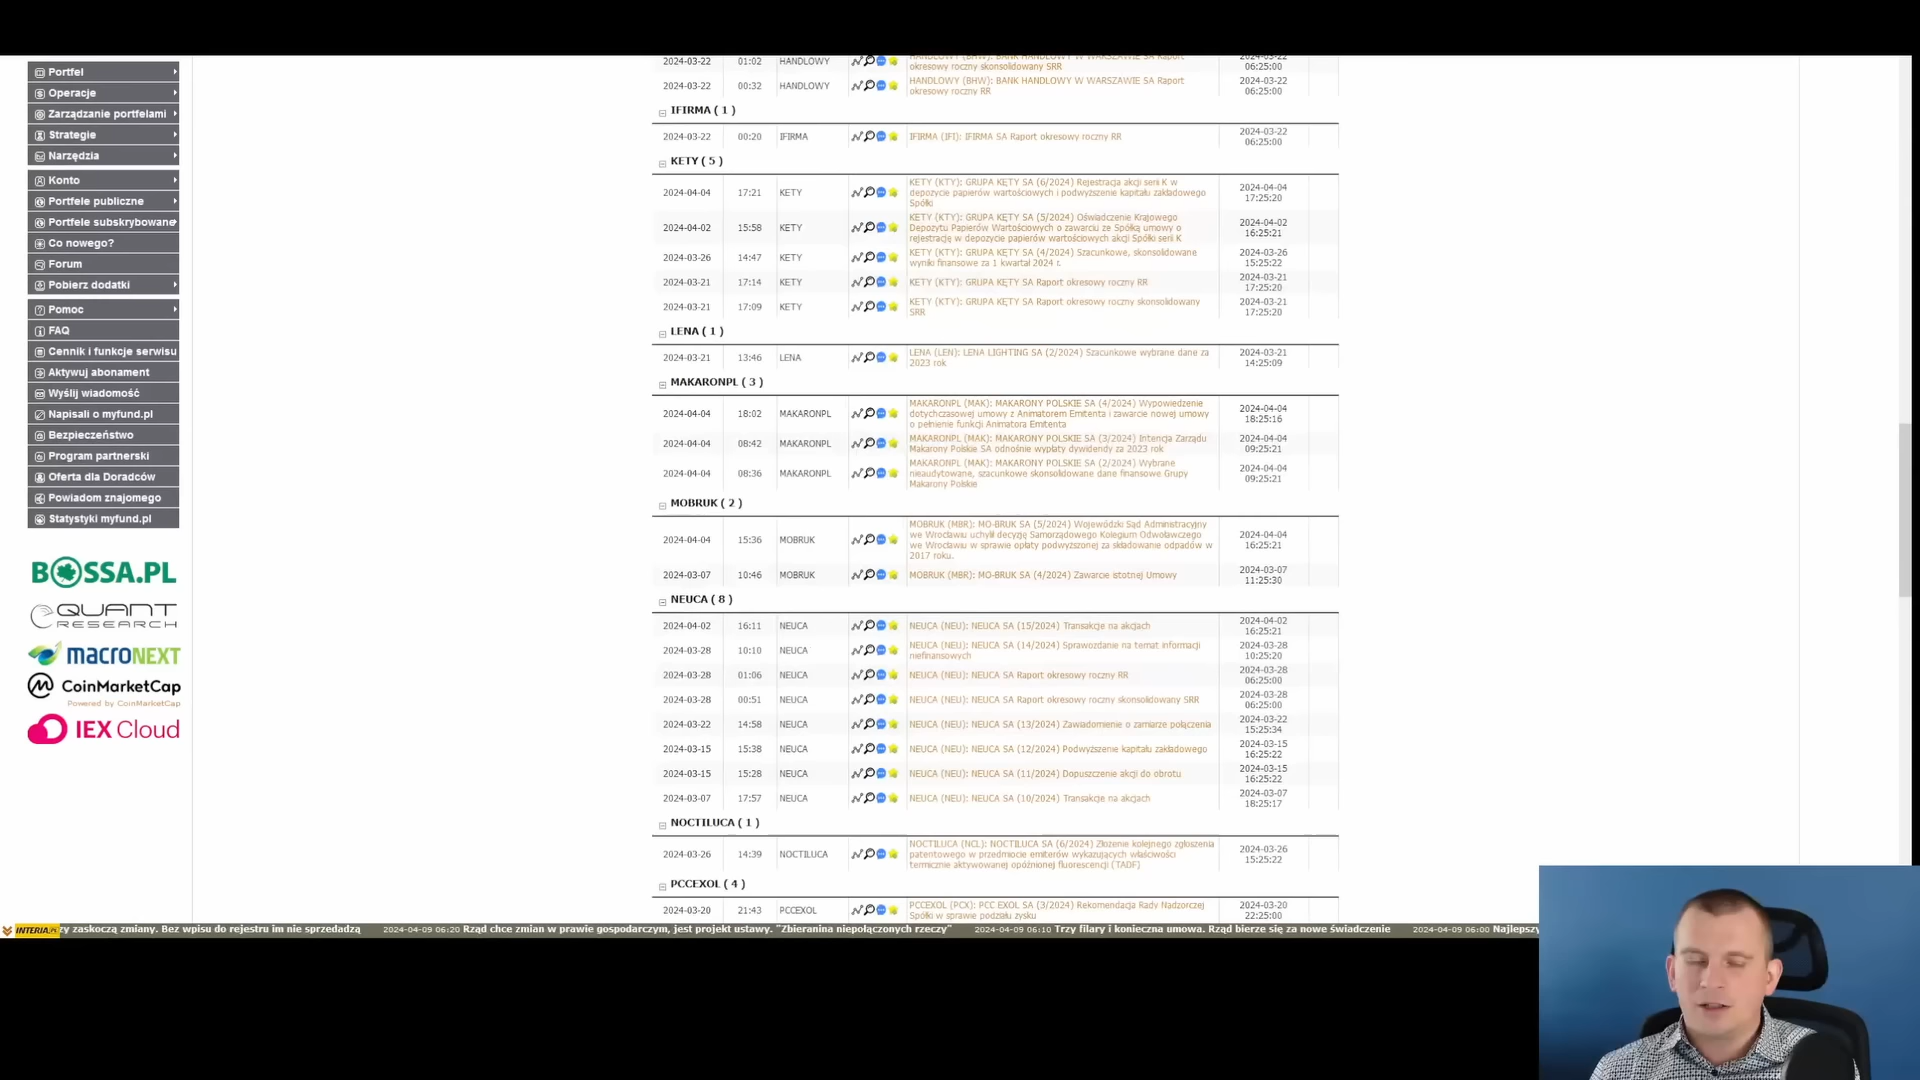 Portfel
Operacje
Zarządzanie portfelami
Strategie
Narzędzia
Konto
Portfele publiczne
Portfele subskrybowane
Co nowego?
Forum
Pobierz dodatki
Pomoc
FAQ
Cennik i funkcje serwisu
Aktywuj abonament
Wyślij wiadomość
Napisali o myfund.pl
Bezpieczeństwo
Program partnerski
Oferta dla Doradców
Powiadom znajomego
Statystyki myfund.pl
BOSSA.PL
QUANT
RESEARCH
MACRONEXT
CoinMarketCap
Powered by CoinMarketCap
IEX Cloud
2024-03-22 01:02 HANDLOWY HANDLOWY (BHW): BANK HANDLOWY W WARSZAWIE SA Raport 2024-03-22
okresowy roczny skonsolidowany SRR 06:25:00
2024-03-22 00:32 HANDLOWY HANDLOWY (BHW): BANK HANDLOWY W WARSZAWIE SA Raport 2024-03-22
okresowy roczny RR 06:25:00
IFIRMA ( 1 )
2024-03-22 00:20 IFIRMA IFIRMA (IFI): IFIRMA SA Raport okresowy roczny RR 2024-03-22
06:25:00
KETY ( 5 )
2024-04-04 17:21 KETY KETY (KTY): GRUPA KĘTY SA (6/2024) Rejestracja akcji serii K w 2024-04-04
depozycie papierów wartościowych i podwyższenie kapitału zakładowego 17:25:20
Spółki
2024-04-02 15:58 KETY KETY (KTY): GRUPA KĘTY SA (5/2024) Oświadczenie Krajowego 2024-04-02
Depozytu Papierów Wartościowych o zawarciu ze Spółką umowy o 16:25:21
rejestrację w depozycie papierów wartościowych akcji Spółki serii K
2024-03-26 14:47 KETY KETY (KTY): GRUPA KĘTY SA (4/2024) Szacunkowe, skonsolidowane 2024-03-26
wyniki finansowe za 1 kwartał 2024 r. 15:25:22
2024-03-21 17:14 KETY KETY (KTY): GRUPA KĘTY SA Raport okresowy roczny RR 2024-03-21
17:25:20
2024-03-21 17:09 KETY KETY (KTY): GRUPA KĘTY SA Raport okresowy roczny skonsolidowany 2024-03-21
SRR 17:25:20
LENA ( 1 )
2024-03-21 13:46 LENA LENA (LEN): LENA LIGHTING SA (2/2024) Szacunkowe wybrane dane za 2024-03-21
2023 rok 14:25:09
MAKARONPL ( 3 )
2024-04-04 18:02 MAKARONPL MAKARONPL (MAK): MAKARONY POLSKIE SA (4/2024) Wypowiedzenie 2024-04-04
dotychczasowej umowy z Animatorem Emitenta i zawarcie nowej umowy 18:25:16
o pełnienie funkcji Animatora Emitenta
2024-04-04 08:42 MAKARONPL MAKARONPL (MAK): MAKARONY POLSKIE SA (3/2024) Intencja Zarządu 2024-04-04
Makarony Polskie SA odnośnie wypłaty dywidendy za 2023 rok 09:25:21
2024-04-04 08:36 MAKARONPL MAKARONPL (MAK): MAKARONY POLSKIE SA (2/2024) Wybrane 2024-04-04
nieaudytowane, szacunkowe skonsolidowane dane finansowe Grupy 09:25:21
Makarony Polskie
MOBRUK ( 2 )
2024-04-04 15:36 MOBRUK MOBRUK (MBR): MO-BRUK SA (5/2024) Wojewódzki Sąd Administracyjny 2024-04-04
we Wrocławiu uchylił decyzję Samorządowego Kolegium Odwoławczego 16:25:21
we Wrocławiu w sprawie opłaty podwyższonej za składowanie odpadów w
2017 roku.
2024-03-07 10:46 MOBRUK MOBRUK (MBR): MO-BRUK SA (4/2024) Zawarcie istotnej Umowy 2024-03-07
11:25:30
NEUCA ( 8 )
2024-04-02 16:11 NEUCA NEUCA (NEU): NEUCA SA (15/2024) Transakcje na akcjach 2024-04-02
16:25:21
2024-03-28 10:10 NEUCA NEUCA (NEU): NEUCA SA (14/2024) Sprawozdanie na temat informacji 2024-03-28
niefinansowych 10:25:20
2024-03-28 01:06 NEUCA NEUCA (NEU): NEUCA SA Raport okresowy roczny RR 2024-03-28
06:25:00
2024-03-28 00:51 NEUCA NEUCA (NEU): NEUCA SA Raport okresowy roczny skonsolidowany SRR 2024-03-28
06:25:00
2024-03-22 14:58 NEUCA NEUCA (NEU): NEUCA SA (13/2024) Zawiadomienie o zamiarze połączenia 2024-03-22
15:25:34
2024-03-15 15:38 NEUCA NEUCA (NEU): NEUCA SA (12/2024) Podwyższenie kapitału zakładowego 2024-03-15
16:25:22
2024-03-15 15:28 NEUCA NEUCA (NEU): NEUCA SA (11/2024) Dopuszczenie akcji do obrotu 2024-03-15
16:25:22
2024-03-07 17:57 NEUCA NEUCA (NEU): NEUCA SA (10/2024) Transakcje na akcjach 2024-03-07
18:25:17
NOCTILUCA ( 1 )
2024-03-26 14:39 NOCTILUCA NOCTILUCA (NCL): NOCTILUCA SA (6/2024) Złożenie kolejnego zgłoszenia 2024-03-26
patentowego w przedmiocie emiterów wykazujących właściwości 15:25:22
termicznie aktywowanej opóźnionej fluorescencji (TADF)
PCCEXOL ( 4 )
2024-03-20 21:43 PCCEXOL PCCEXOL (PCX): PCC EXOL SA (3/2024) Rekomendacja Rady Nadzorczej 2024-03-20
Spółki w sprawie podziału zysku 22:25:00
INTERIA.PL zy zaskoczą zmiany. Bez wpisu do rejestru im nie sprzedadzą 2024-04-09 06:20 Rząd chce zmian w prawie gospodarczym, jest projekt ustawy. "Zbieranina niepołączonych rzeczy" 2024-04-09 06:10 Trzy filary i konieczna umowa. Rząd bierze się za nowe świadczenie 2024-04-09 06:00 Najlepszy